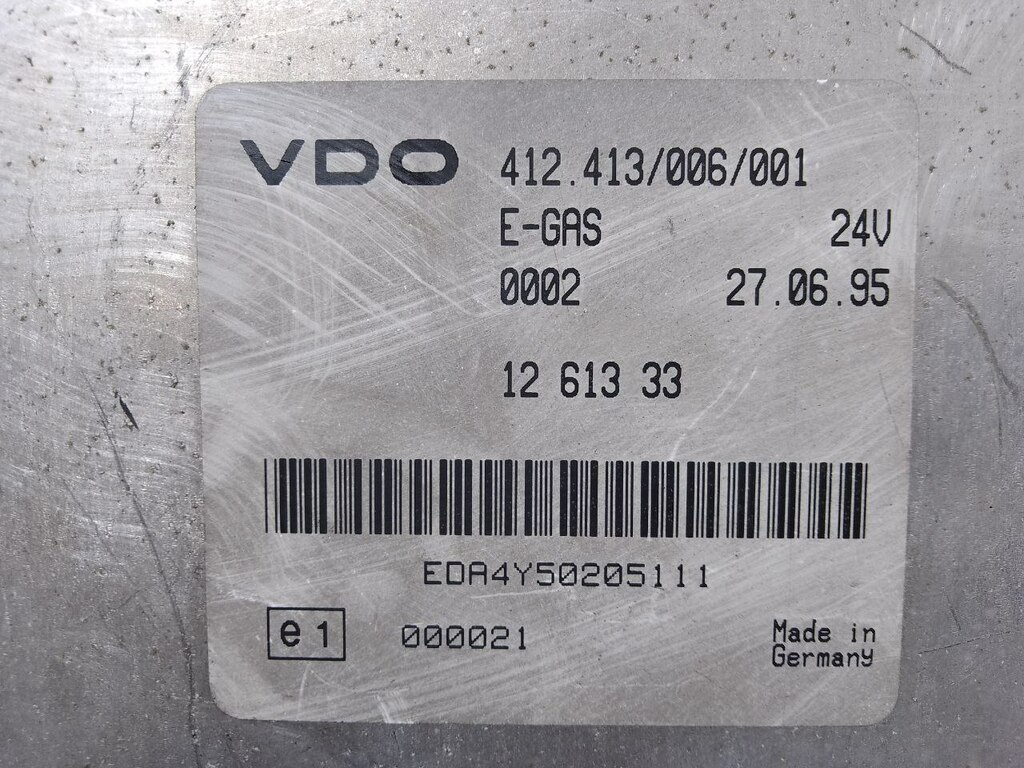 VDO 412.413/006/001
E-GAS 24V
0002 27.06.95
12 613 33
EDA4Y50205111
e1 000021 Made in
Germany